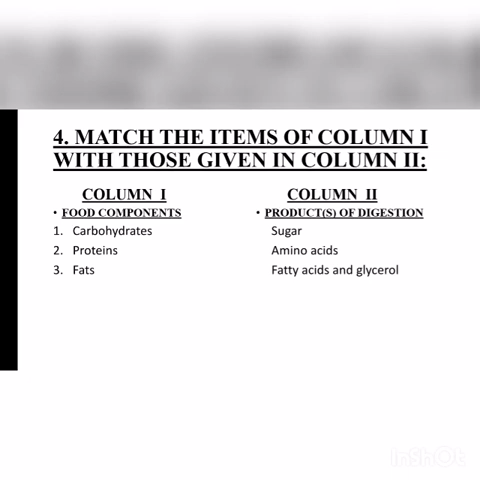 4. MATCH THE ITEMS OF COLUMN I
WITH THOSE GIVEN IN COLUMN II:
COLUMN I COLUMN II
• FOOD COMPONENTS • PRODUCT(S) OF DIGESTION
1. Carbohydrates Sugar
2. Proteins Amino acids
3. Fats Fatty acids and glycerol
inshOt